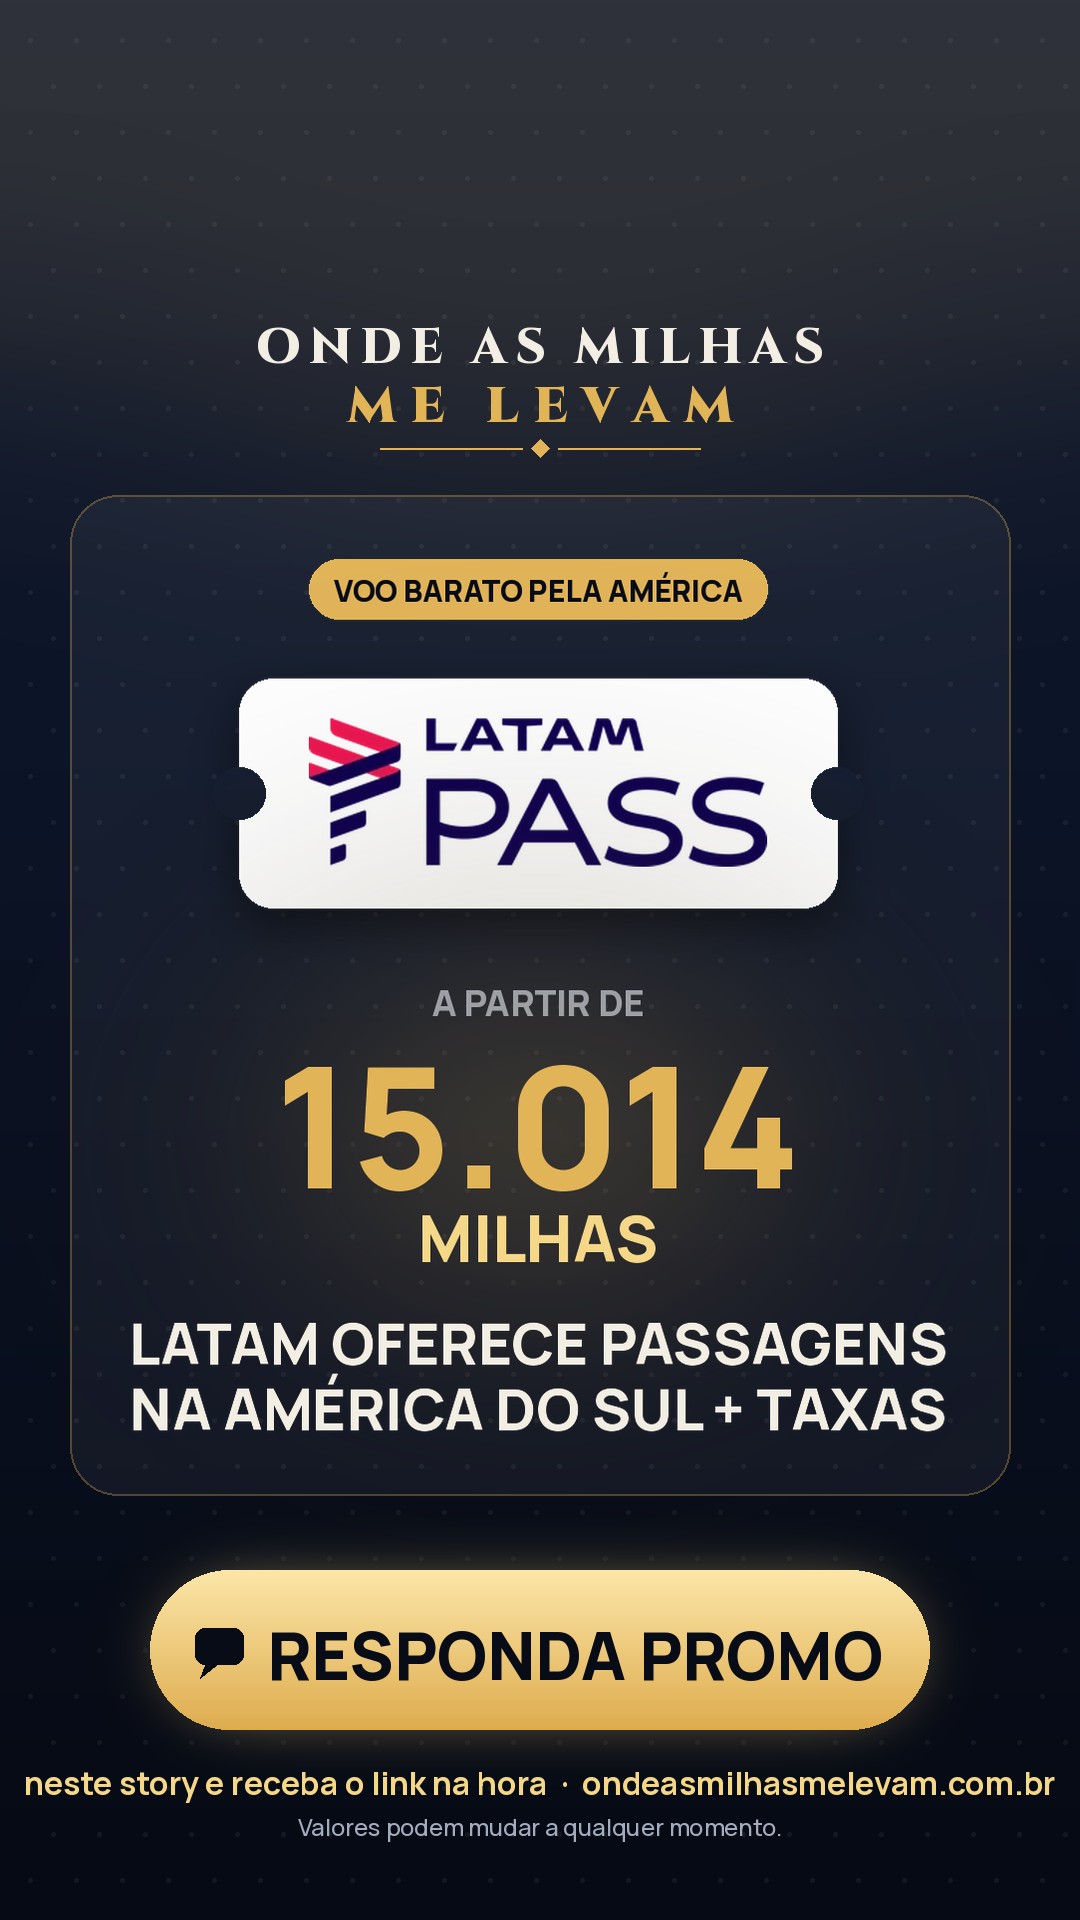 ONDE AS MILHAS
ME LEVAM
VOO BARATO PELA AMÉRICA
LATAM
PASS
A PARTIR DE
15.014
MILHAS
LATAM OFERECE PASSAGENS
NA AMÉRICA DO SUL + TAXAS
RESPONDA PROMO
neste story e receba o link na hora · ondeasmilhasmelevam.com.br
Valores podem mudar a qualquer momento.